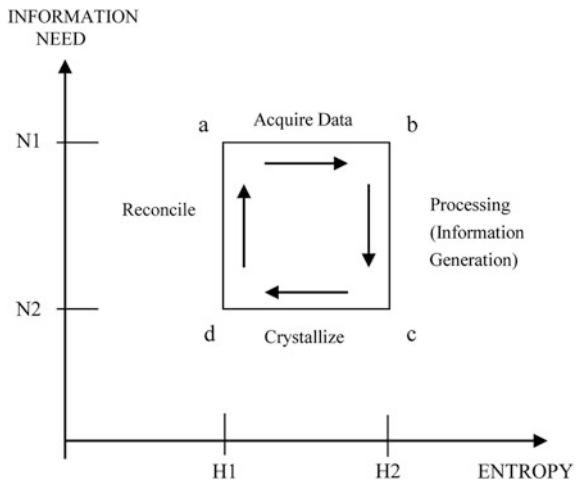 INFORMATION
NEED
a
Acquire Data
b
N1
Reconcile
Processing
(Information
Generation)
N2
d
Crystallize
c
H1
H2
ENTROPY